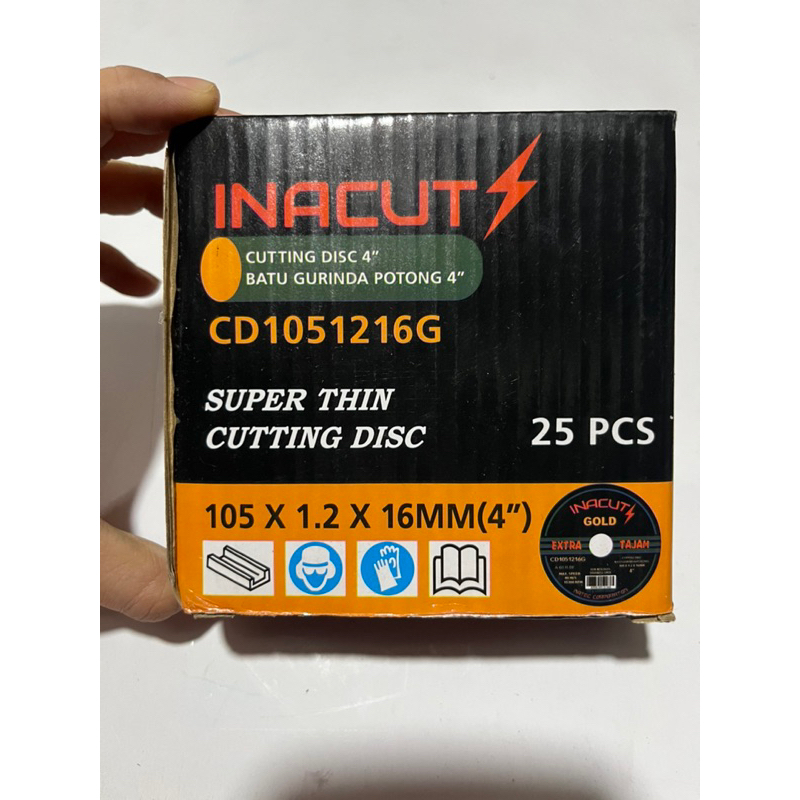 INACUT
CUTTING DISC 4”
BATU GURINDA POTONG 4”
CD1051216G
SUPER THIN
CUTTING DISC
25 PCS
105 X 1.2 X 16MM(4”)
INACUT
GOLD
EXTRA TAJAM
CD1051216G